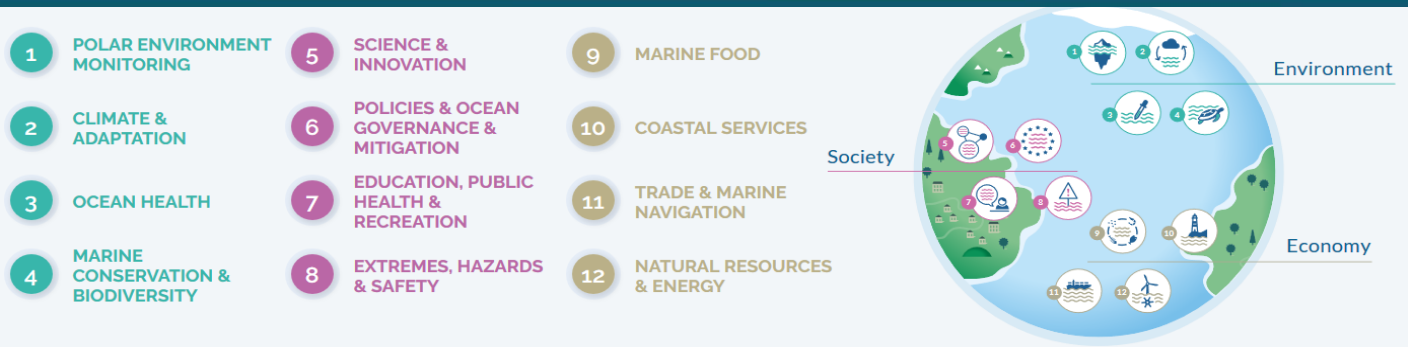 1
POLAR ENVIRONMENT
MONITORING
2
CLIMATE &
ADAPTATION
3
OCEAN HEALTH
4
MARINE
CONSERVATION &
BIODIVERSITY
5
SCIENCE &
INNOVATION
6
POLICIES & OCEAN
GOVERNANCE &
MITIGATION
7
EDUCATION, PUBLIC
HEALTH &
RECREATION
8
EXTREMES, HAZARDS
& SAFETY
9
MARINE FOOD
10
COASTAL SERVICES
11
TRADE & MARINE
NAVIGATION
12
NATURAL RESOURCES
& ENERGY
Environment
1
2
3
4
Society
5
6
7
8
Economy
9
10
11
12